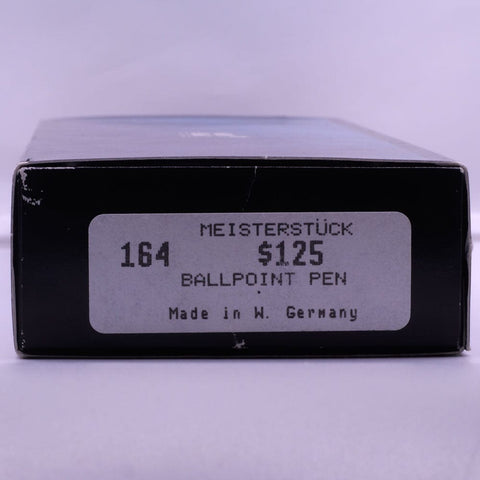 MEISTERSTÜCK
164 $125
BALLPOINT PEN
Made in W. Germany